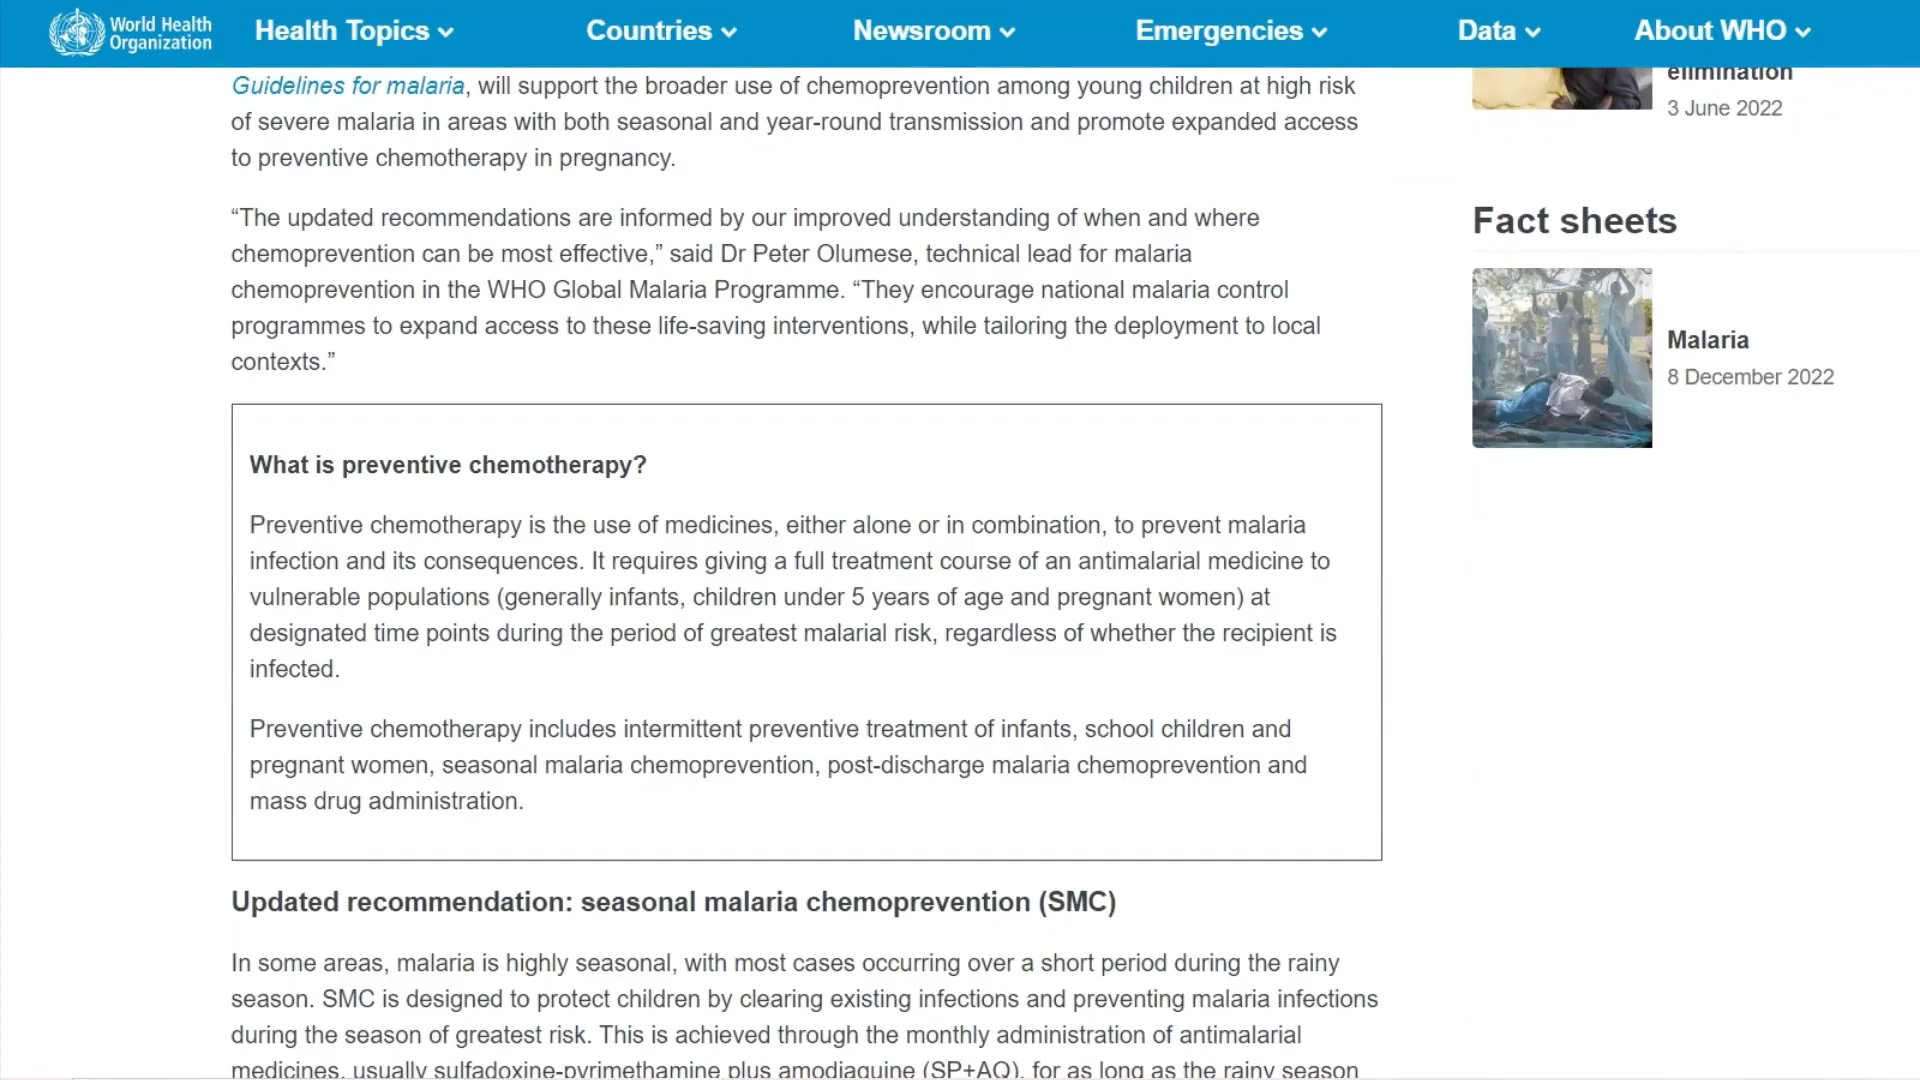 World Health
Organization
Health Topics
Countries
Newsroom
Emergencies
Data
About WHO
Guidelines for malaria, will support the broader use of chemoprevention among young children at high risk
of severe malaria in areas with both seasonal and year-round transmission and promote expanded access
to preventive chemotherapy in pregnancy.
“The updated recommendations are informed by our improved understanding of when and where
chemoprevention can be most effective,” said Dr Peter Olumese, technical lead for malaria
chemoprevention in the WHO Global Malaria Programme. “They encourage national malaria control
programmes to expand access to these life-saving interventions, while tailoring the deployment to local
contexts.”
What is preventive chemotherapy?
Preventive chemotherapy is the use of medicines, either alone or in combination, to prevent malaria
infection and its consequences. It requires giving a full treatment course of an antimalarial medicine to
vulnerable populations (generally infants, children under 5 years of age and pregnant women) at
designated time points during the period of greatest malarial risk, regardless of whether the recipient is
infected.
Preventive chemotherapy includes intermittent preventive treatment of infants, school children and
pregnant women, seasonal malaria chemoprevention, post-discharge malaria chemoprevention and
mass drug administration.
Updated recommendation: seasonal malaria chemoprevention (SMC)
In some areas, malaria is highly seasonal, with most cases occurring over a short period during the rainy
season. SMC is designed to protect children by clearing existing infections and preventing malaria infections
during the season of greatest risk. This is achieved through the monthly administration of antimalarial
medicines, usually sulfadoxine-pyrimethamine plus amodiaquine (SP+AQ), for as long as the rainy season
elimination
3 June 2022
Fact sheets
Malaria
8 December 2022